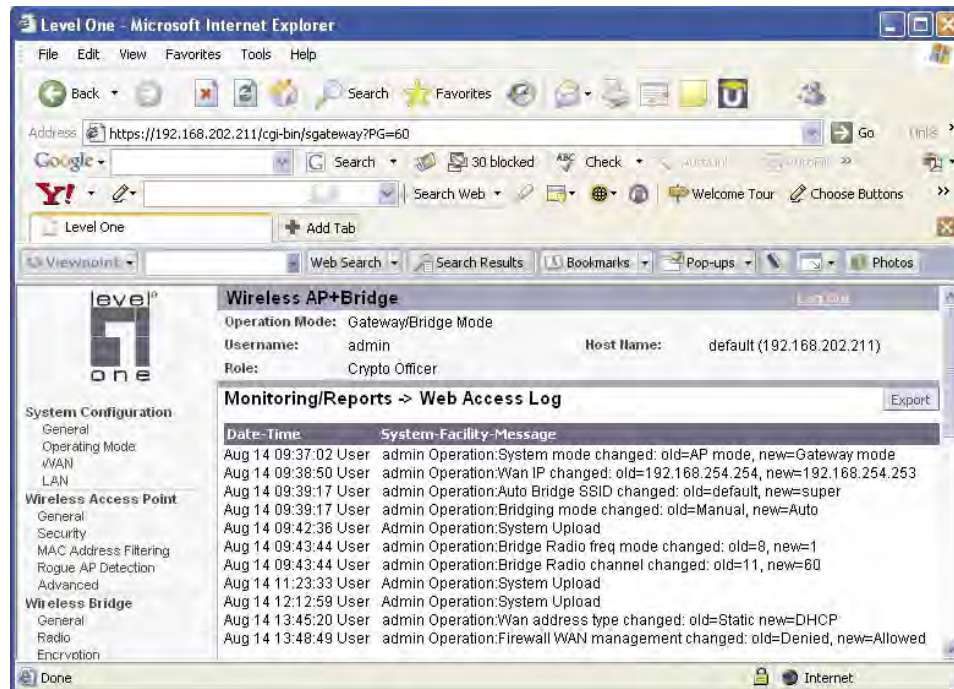 Level One - Microsoft Internet Explorer
File Edit View Favorites Tools Help
Back Search Favorites
Address https://192.168.202.211/cgi-bin/sgateway?PG=60 Go Links
Google Search 30 blocked Check AutoLink AutoFill
Y! Search Web Welcome Tour Choose Buttons
Level One Add Tab
Viewpoint Web Search Search Results Bookmarks Pop-ups Photos
level
one
Wireless AP+Bridge Log Out
Operation Mode: Gateway/Bridge Mode
Username: admin Host Name: default (192.168.202.211)
Role: Crypto Officer
Monitoring/Reports -> Web Access Log Export
System Configuration
General
Operating Mode
WAN
LAN
Wireless Access Point
General
Security
MAC Address Filtering
Rogue AP Detection
Advanced
Wireless Bridge
General
Radio
Encryption
Date-Time System-Facility-Message
Aug 14 09:37:02 User admin Operation:System mode changed: old=AP mode, new=Gateway mode
Aug 14 09:38:50 User admin Operation:Wan IP changed: old=192.168.254.254, new=192.168.254.253
Aug 14 09:39:17 User admin Operation:Auto Bridge SSID changed: old=default, new=super
Aug 14 09:39:17 User admin Operation:Bridging mode changed: old=Manual, new=Auto
Aug 14 09:42:36 User admin Operation:System Upload
Aug 14 09:43:44 User admin Operation:Bridge Radio freq mode changed: old=8, new=1
Aug 14 09:43:44 User admin Operation:Bridge Radio channel changed: old=11, new=60
Aug 14 11:23:33 User Admin Operation:System Upload
Aug 14 12:12:59 User Admin Operation:System Upload
Aug 14 13:45:20 User admin Operation:Wan address type changed: old=Static new=DHCP
Aug 14 13:48:49 User admin Operation:Firewall WAN management changed: old=Denied, new=Allowed
Done Internet